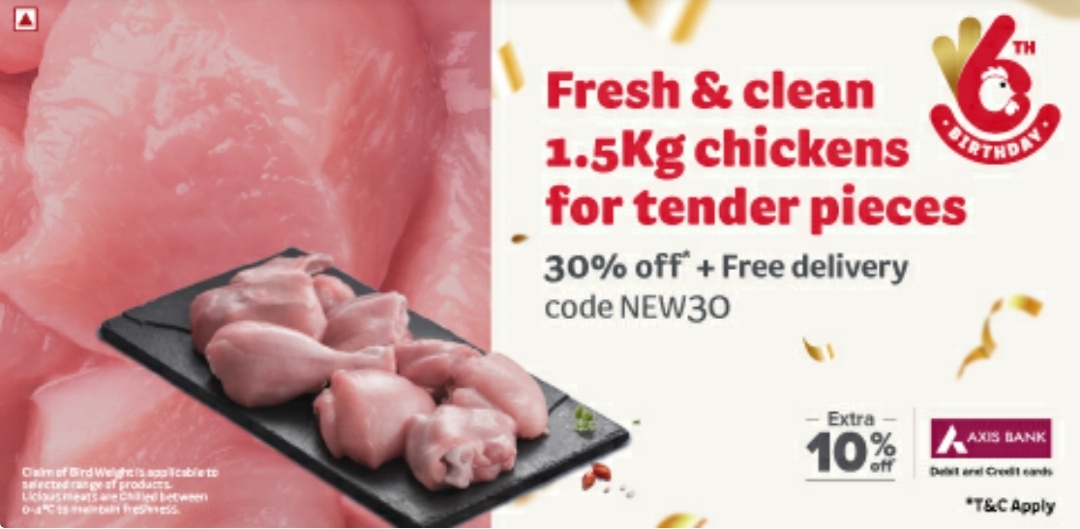 Fresh & clean
1.5Kg chickens
for tender pieces
30% off* + Free delivery
code NEW30
6TH
BIRTHDAY
Extra
10% off
AXIS BANK
Debit and Credit cards
*T&C Apply
Claim of Bird Weight is applicable to
selected range of products.
Licious meats are Chilled between
0-4°C to maintain freshness.